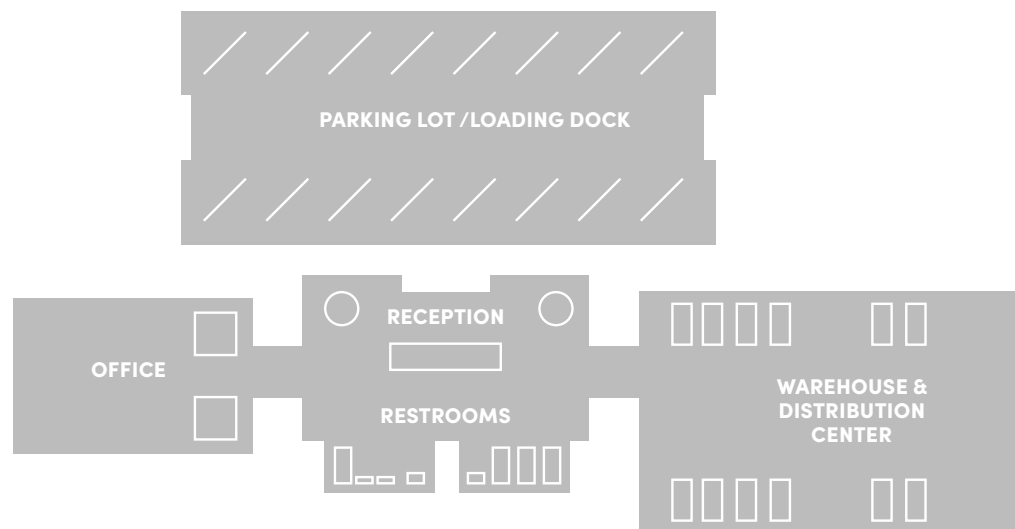 PARKING LOT /LOADING DOCK
RECEPTION
OFFICE
RESTROOMS
WAREHOUSE &
DISTRIBUTION
CENTER